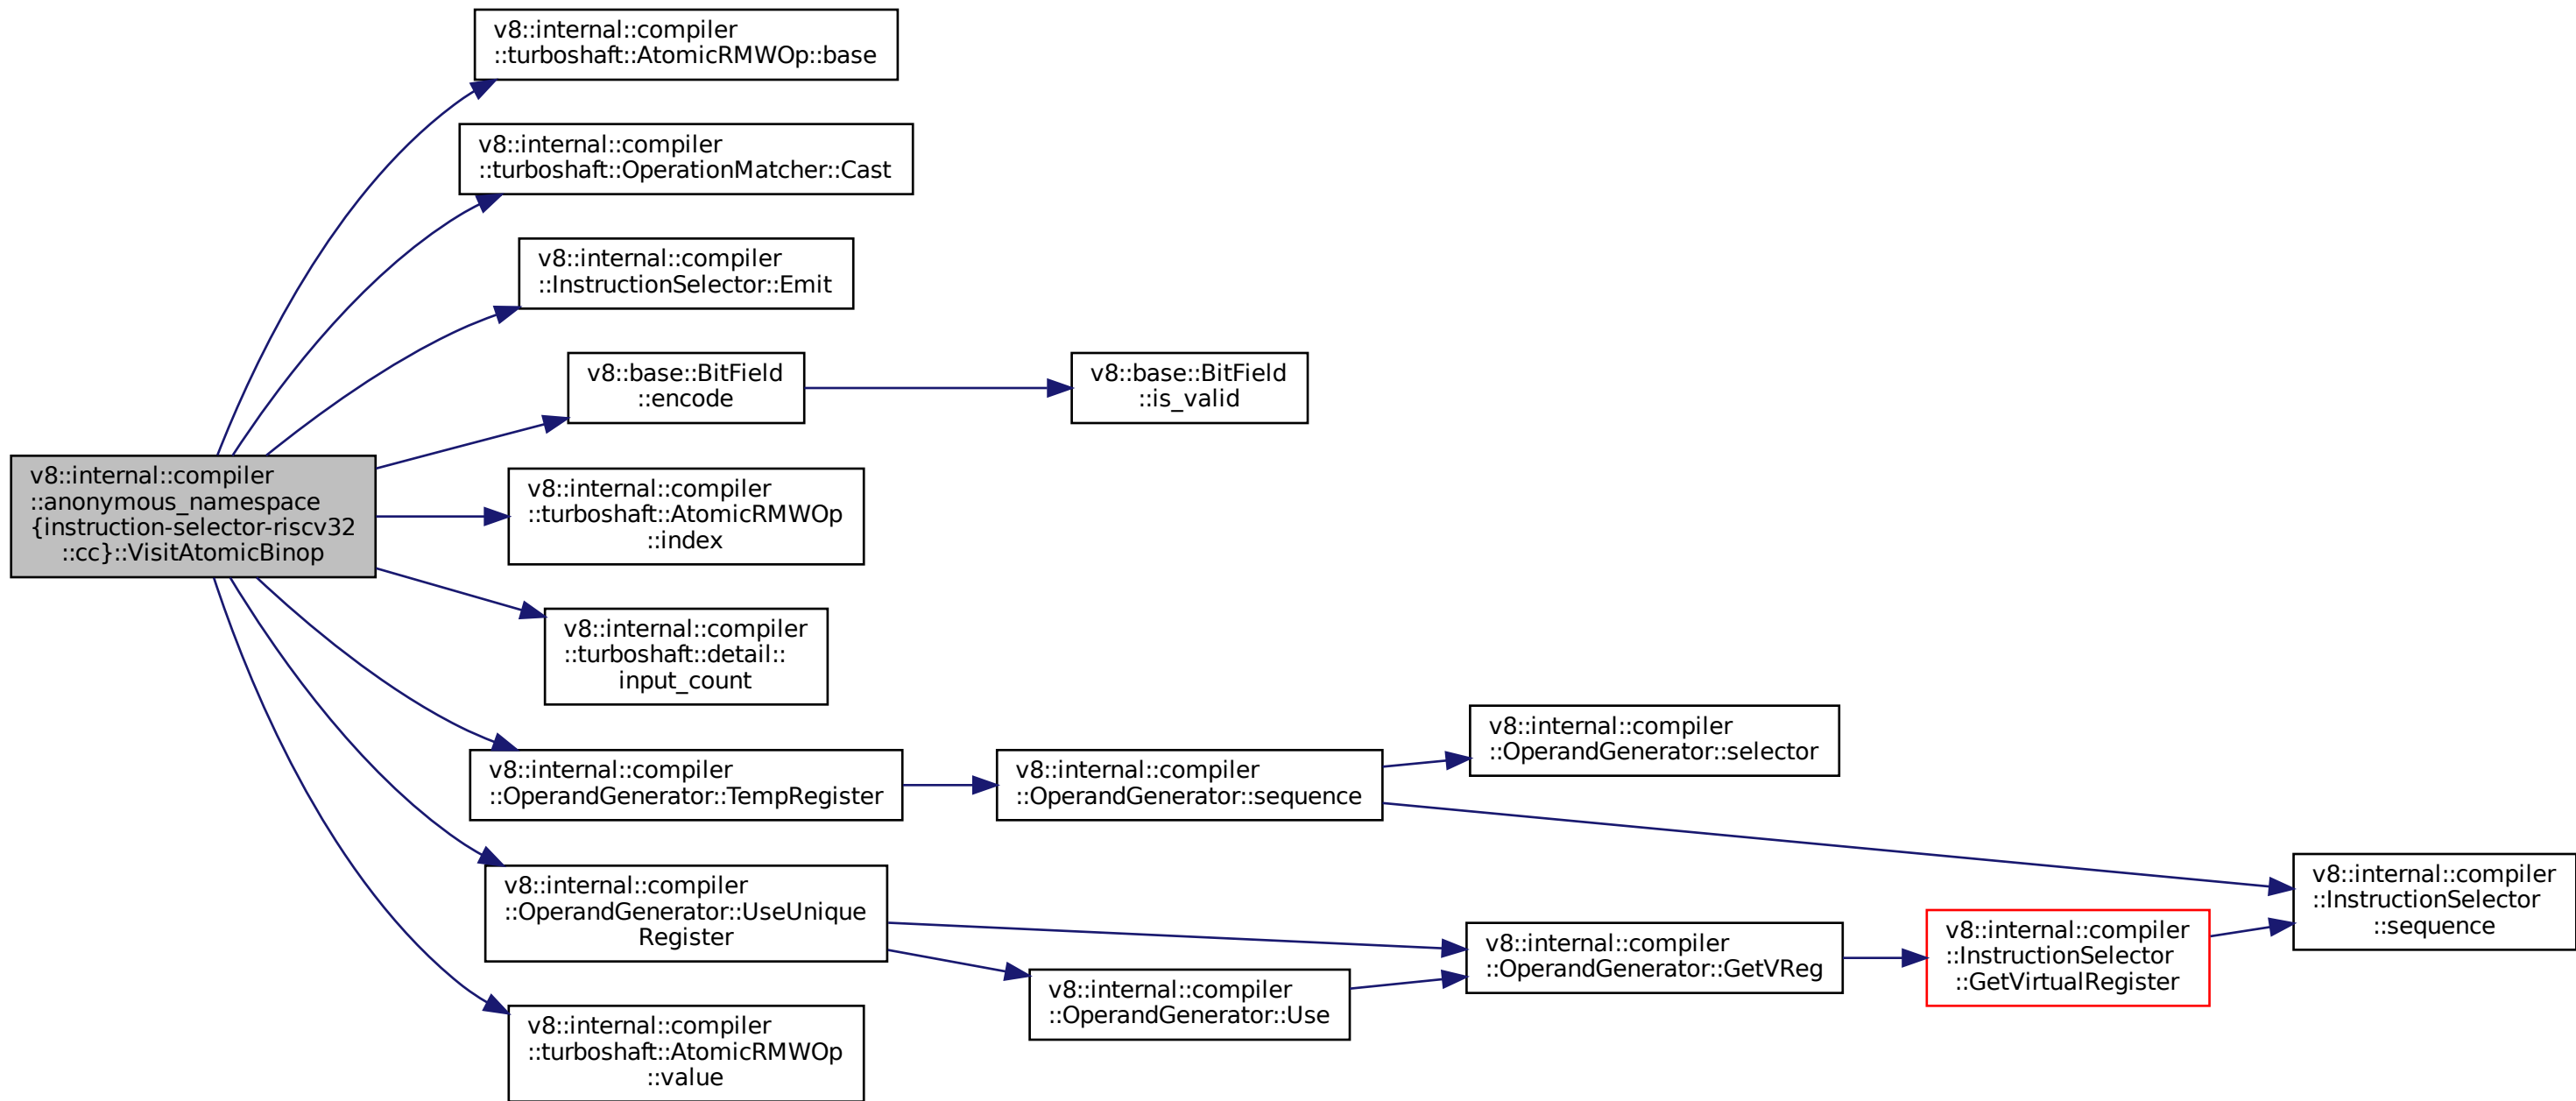 v8::internal::compiler
::turboshaft::AtomicRMWOp::base
v8::internal::compiler
::turboshaft::OperationMatcher::Cast
v8::internal::compiler
::InstructionSelector::Emit
v8::base::BitField
::encode
v8::base::BitField
::is_valid
v8::internal::compiler
::anonymous_namespace
{instruction-selector-riscv32
::cc}::VisitAtomicBinop
v8::internal::compiler
::turboshaft::AtomicRMWOp
::index
v8::internal::compiler
::turboshaft::detail::
input_count
v8::internal::compiler
::OperandGenerator::TempRegister
v8::internal::compiler
::OperandGenerator::sequence
v8::internal::compiler
::OperandGenerator::selector
v8::internal::compiler
::OperandGenerator::UseUnique
Register
v8::internal::compiler
::OperandGenerator::Use
v8::internal::compiler
::OperandGenerator::GetVReg
v8::internal::compiler
::InstructionSelector
::GetVirtualRegister
v8::internal::compiler
::InstructionSelector
::sequence
v8::internal::compiler
::turboshaft::AtomicRMWOp
::value